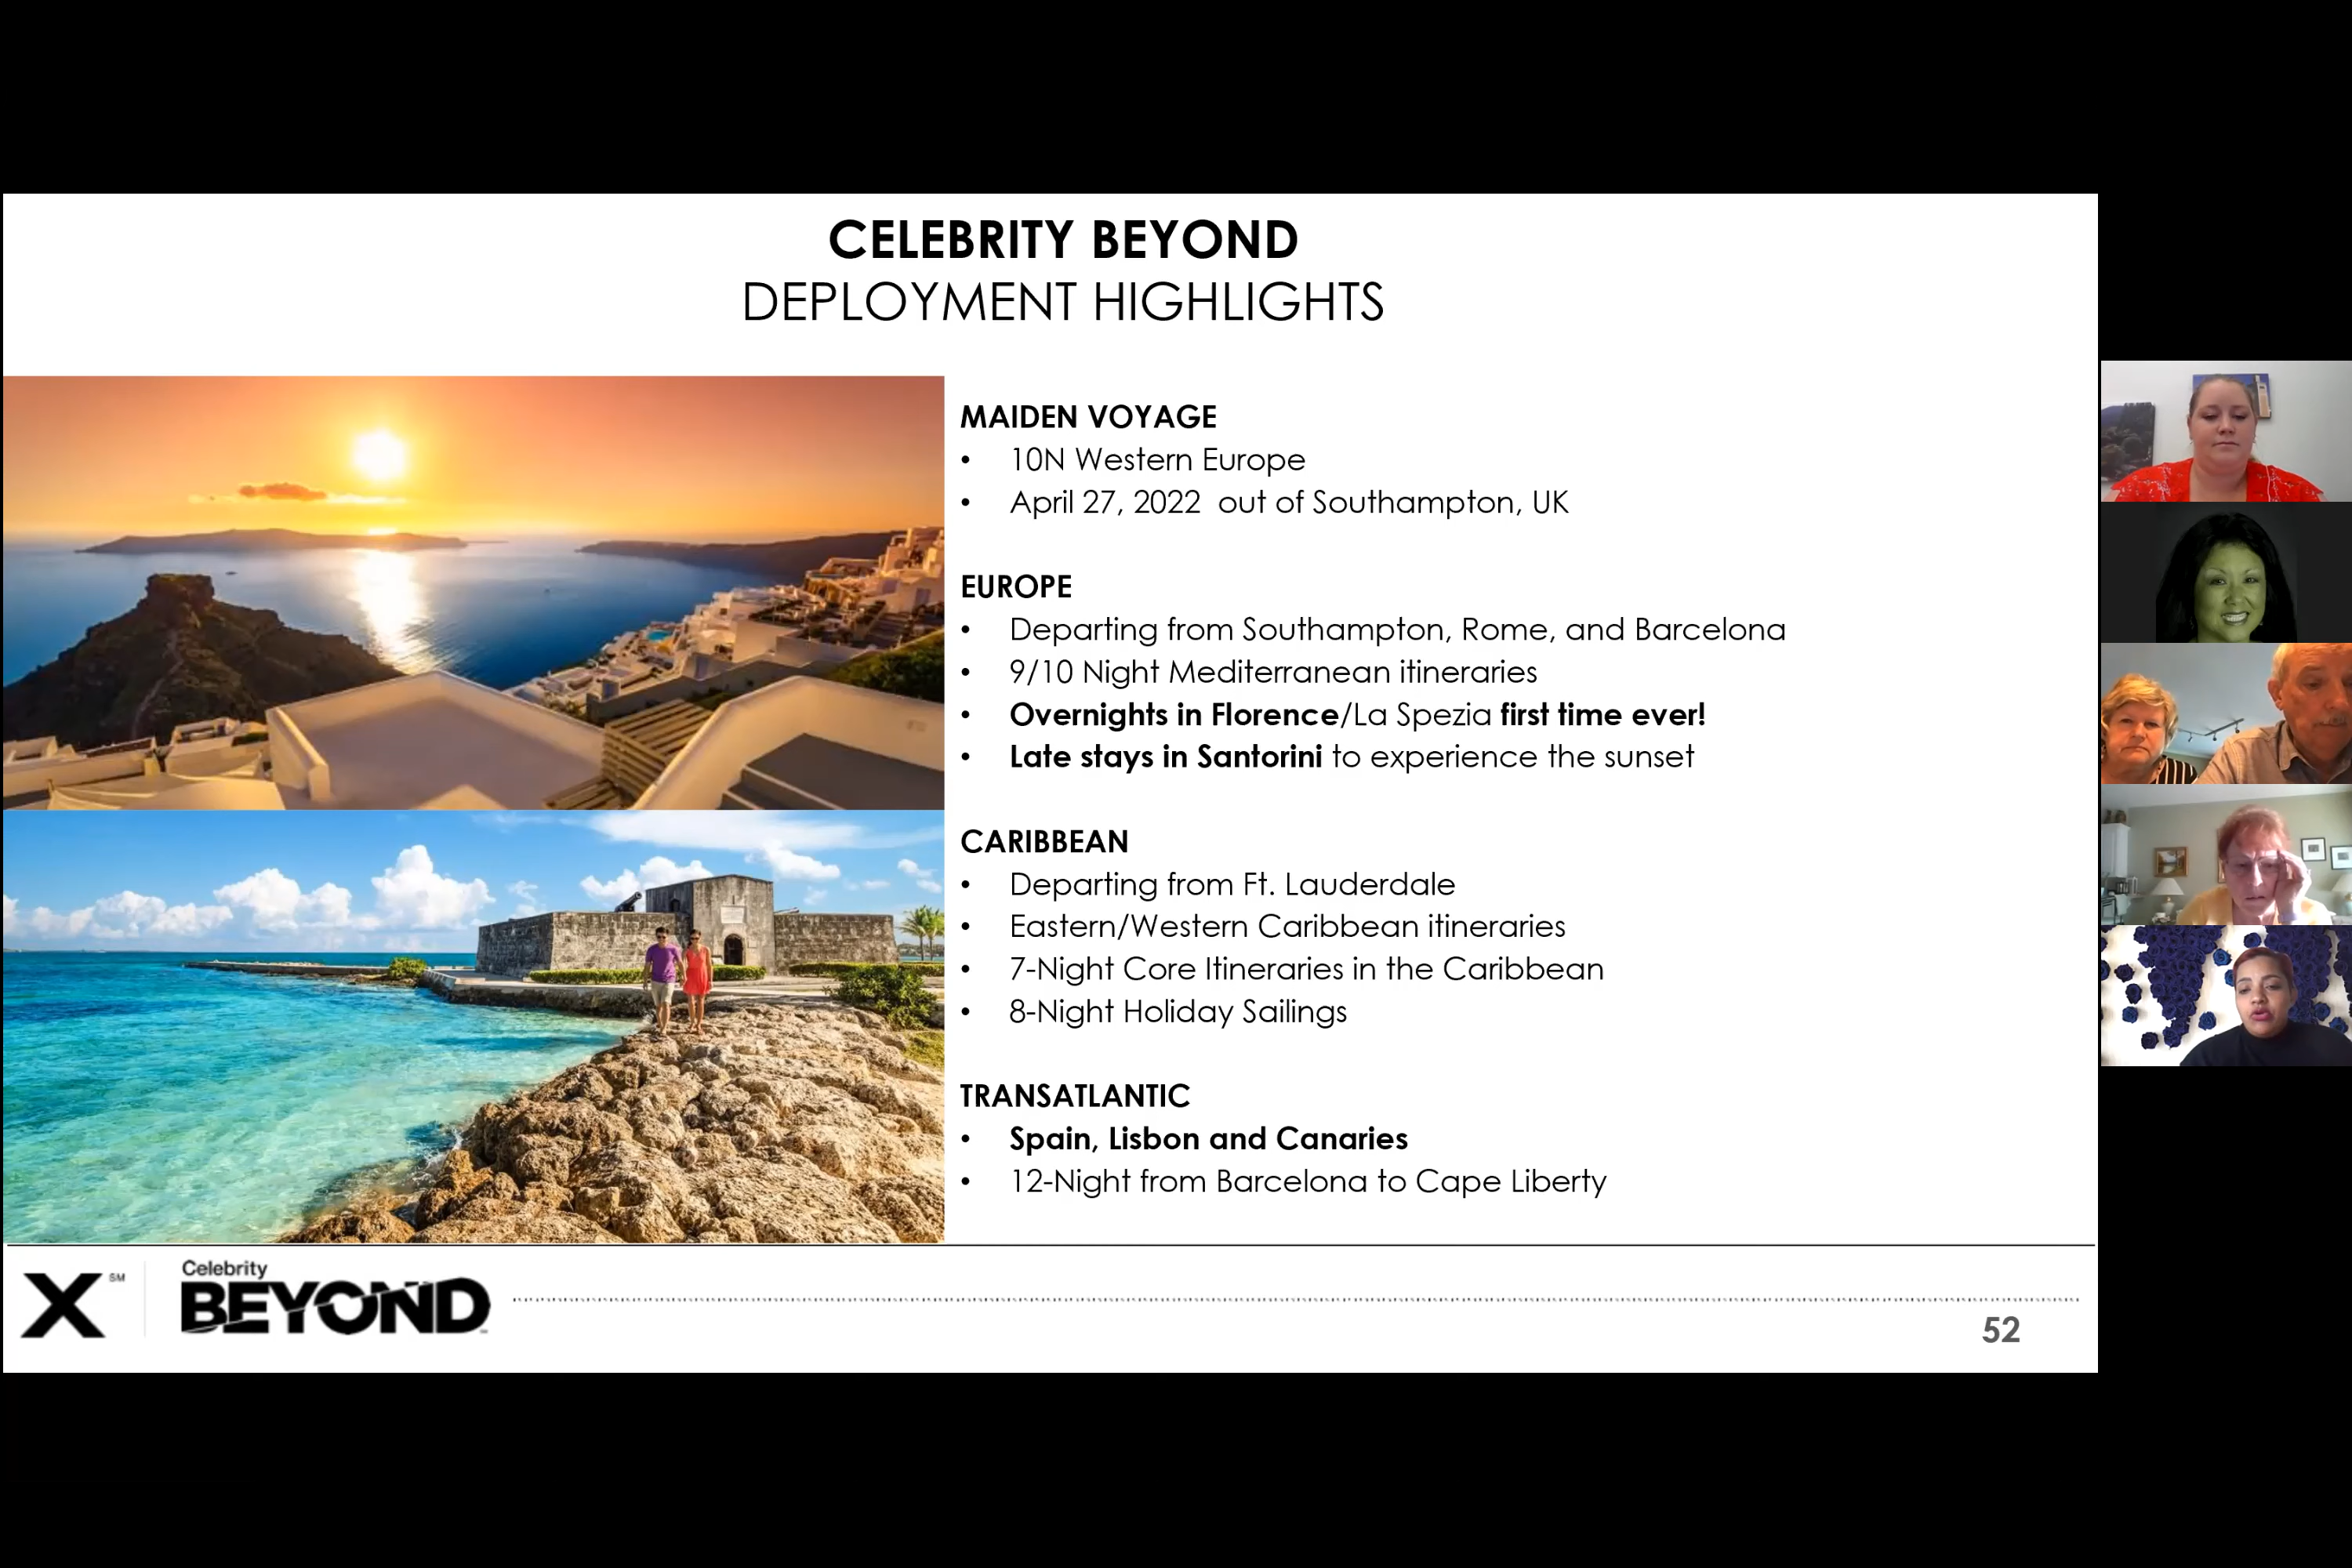 CELEBRITY BEYOND
DEPLOYMENT HIGHLIGHTS
MAIDEN VOYAGE
• 10N Western Europe
• April 27, 2022 out of Southampton, UK
EUROPE
• Departing from Southampton, Rome, and Barcelona
• 9/10 Night Mediterranean itineraries
• Overnights in Florence/La Spezia first time ever!
• Late stays in Santorini to experience the sunset
CARIBBEAN
• Departing from Ft. Lauderdale
• Eastern/Western Caribbean itineraries
• 7-Night Core Itineraries in the Caribbean
• 8-Night Holiday Sailings
TRANSATLANTIC
• Spain, Lisbon and Canaries
• 12-Night from Barcelona to Cape Liberty
X SM
Celebrity
BEYOND
52